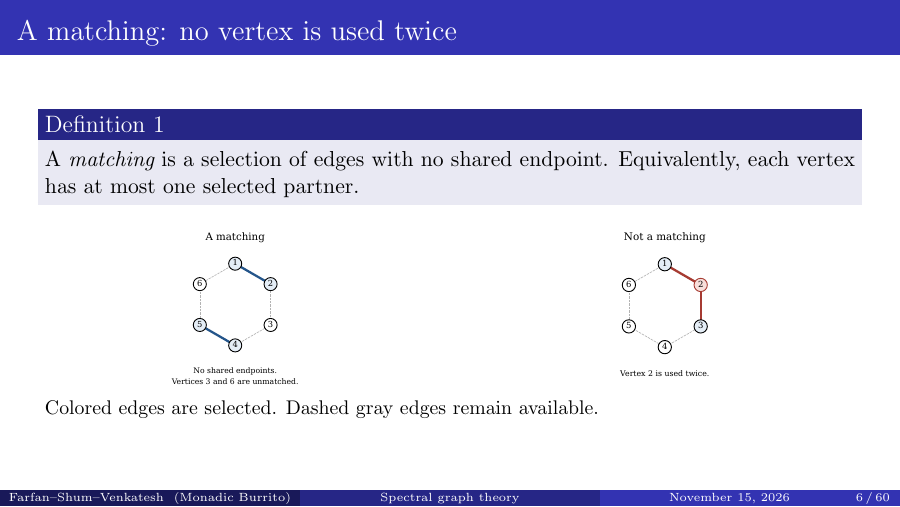 A matching: no vertex is used twice
Definition 1
A matching is a selection of edges with no shared endpoint. Equivalently, each vertex
has at most one selected partner.
A matching
1
2
3
4
5
6
No shared endpoints.
Vertices 3 and 6 are unmatched.
Not a matching
1
2
3
4
5
6
Vertex 2 is used twice.
Colored edges are selected. Dashed gray edges remain available.
Farfan–Shum–Venkatesh (Monadic Burrito)
Spectral graph theory
November 15, 2026
6 / 60